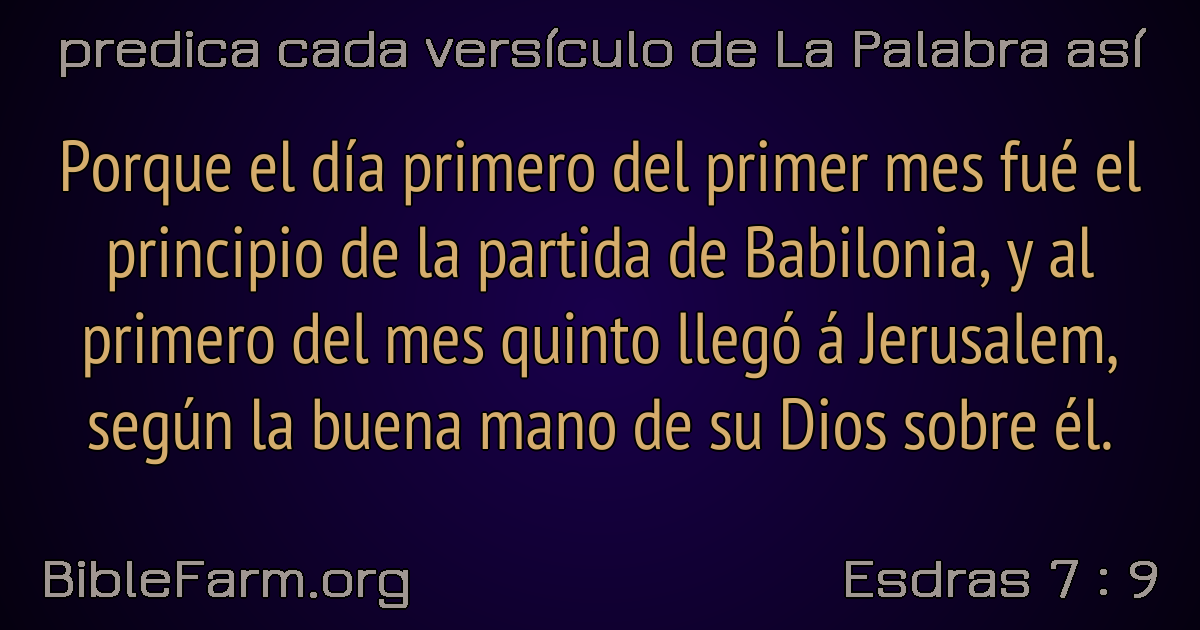 predica cada versículo de La Palabra así
Porque el día primero del primer mes fué el
principio de la partida de Babilonia, y al
primero del mes quinto llegó á Jerusalem,
según la buena mano de su Dios sobre él.
BibleFarm.org
Esdras 7 : 9